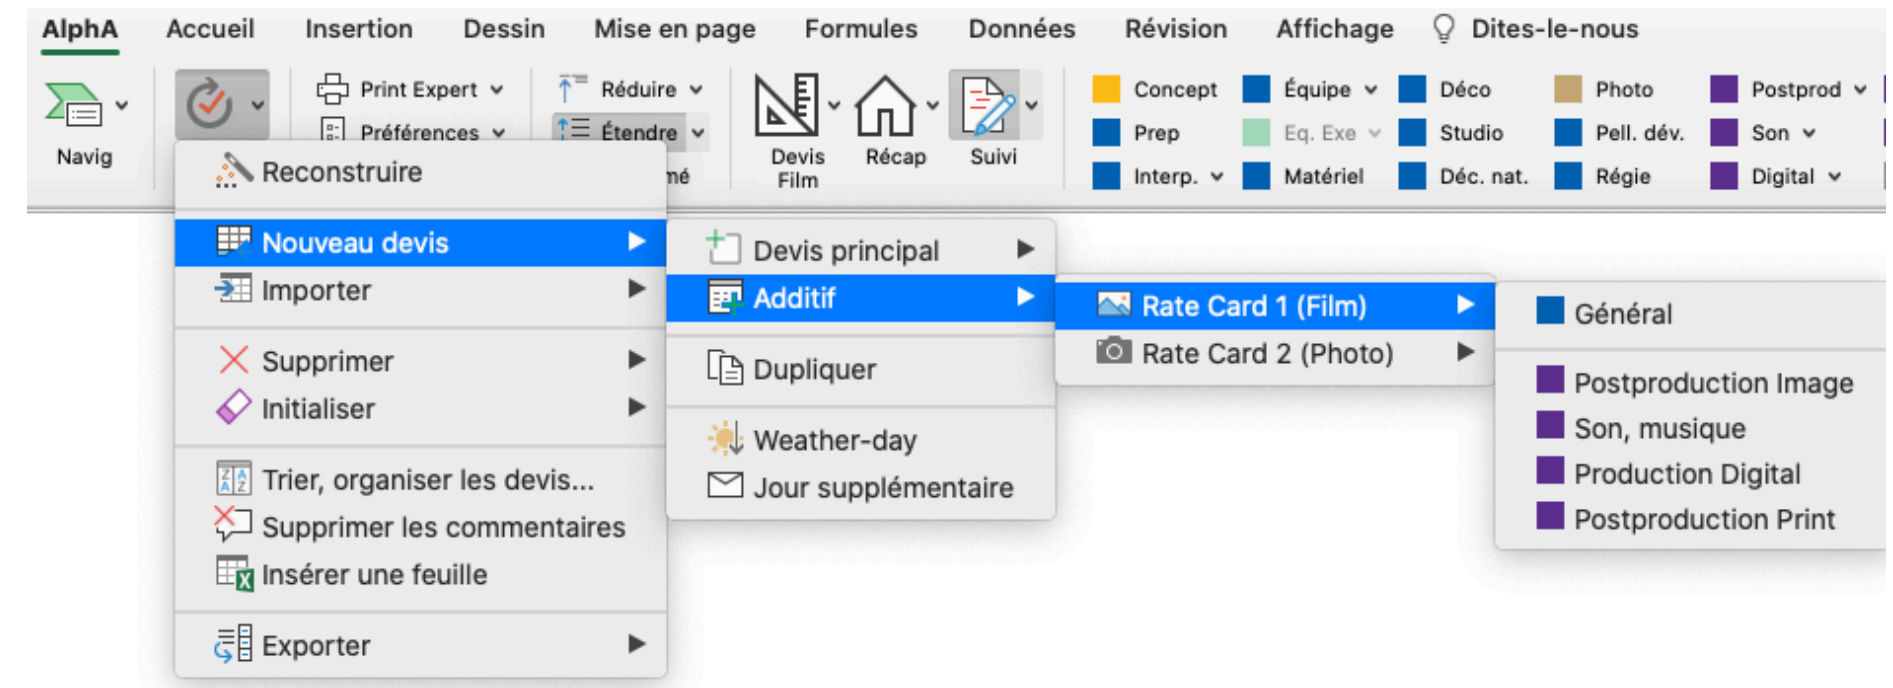 AlphA Accueil Insertion Dessin Mise en page Formules Données Révision Affichage Dites-le-nous
Print Expert Réduire Concept Équipe Déco Photo Postprod
Préférences Étendre Prep Eq. Exe Studio Pell. dév. Son
Navig Devis Film Récap Suivi Interp. Matériel Déc. nat. Régie Digital
Reconstruire
Nouveau devis
Importer
Supprimer
Initialiser
Trier, organiser les devis...
Supprimer les commentaires
Insérer une feuille
Exporter
Devis principal
Additif
Dupliquer
Weather-day
Jour supplémentaire
Rate Card 1 (Film)
Rate Card 2 (Photo)
Général
Postproduction Image
Son, musique
Production Digital
Postproduction Print